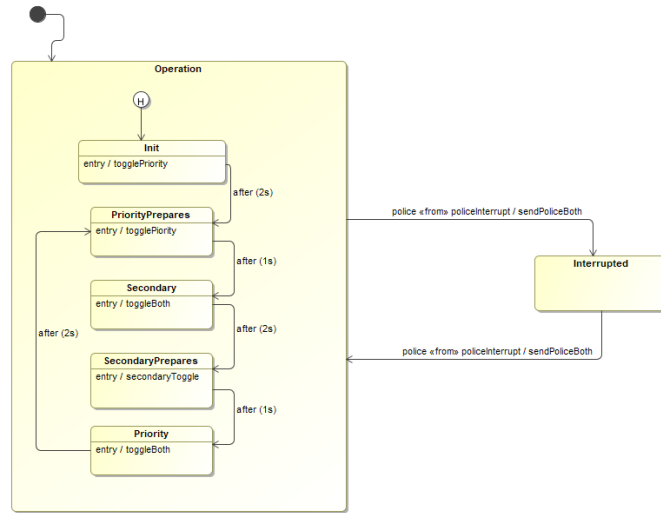 Operation
H
Init
entry / togglePriority
after (2s)
PriorityPrepares
entry / togglePiority
after (1s)
Secondary
entry / toggleBoth
after (2s)
after (2s)
SecondaryPrepares
entry / secondaryToggle
after (1s)
Priority
entry / toggleBoth
police «from» policeInterrupt / sendPoliceBoth
Interrupted
police «from» policeInterrupt / sendPoliceBoth